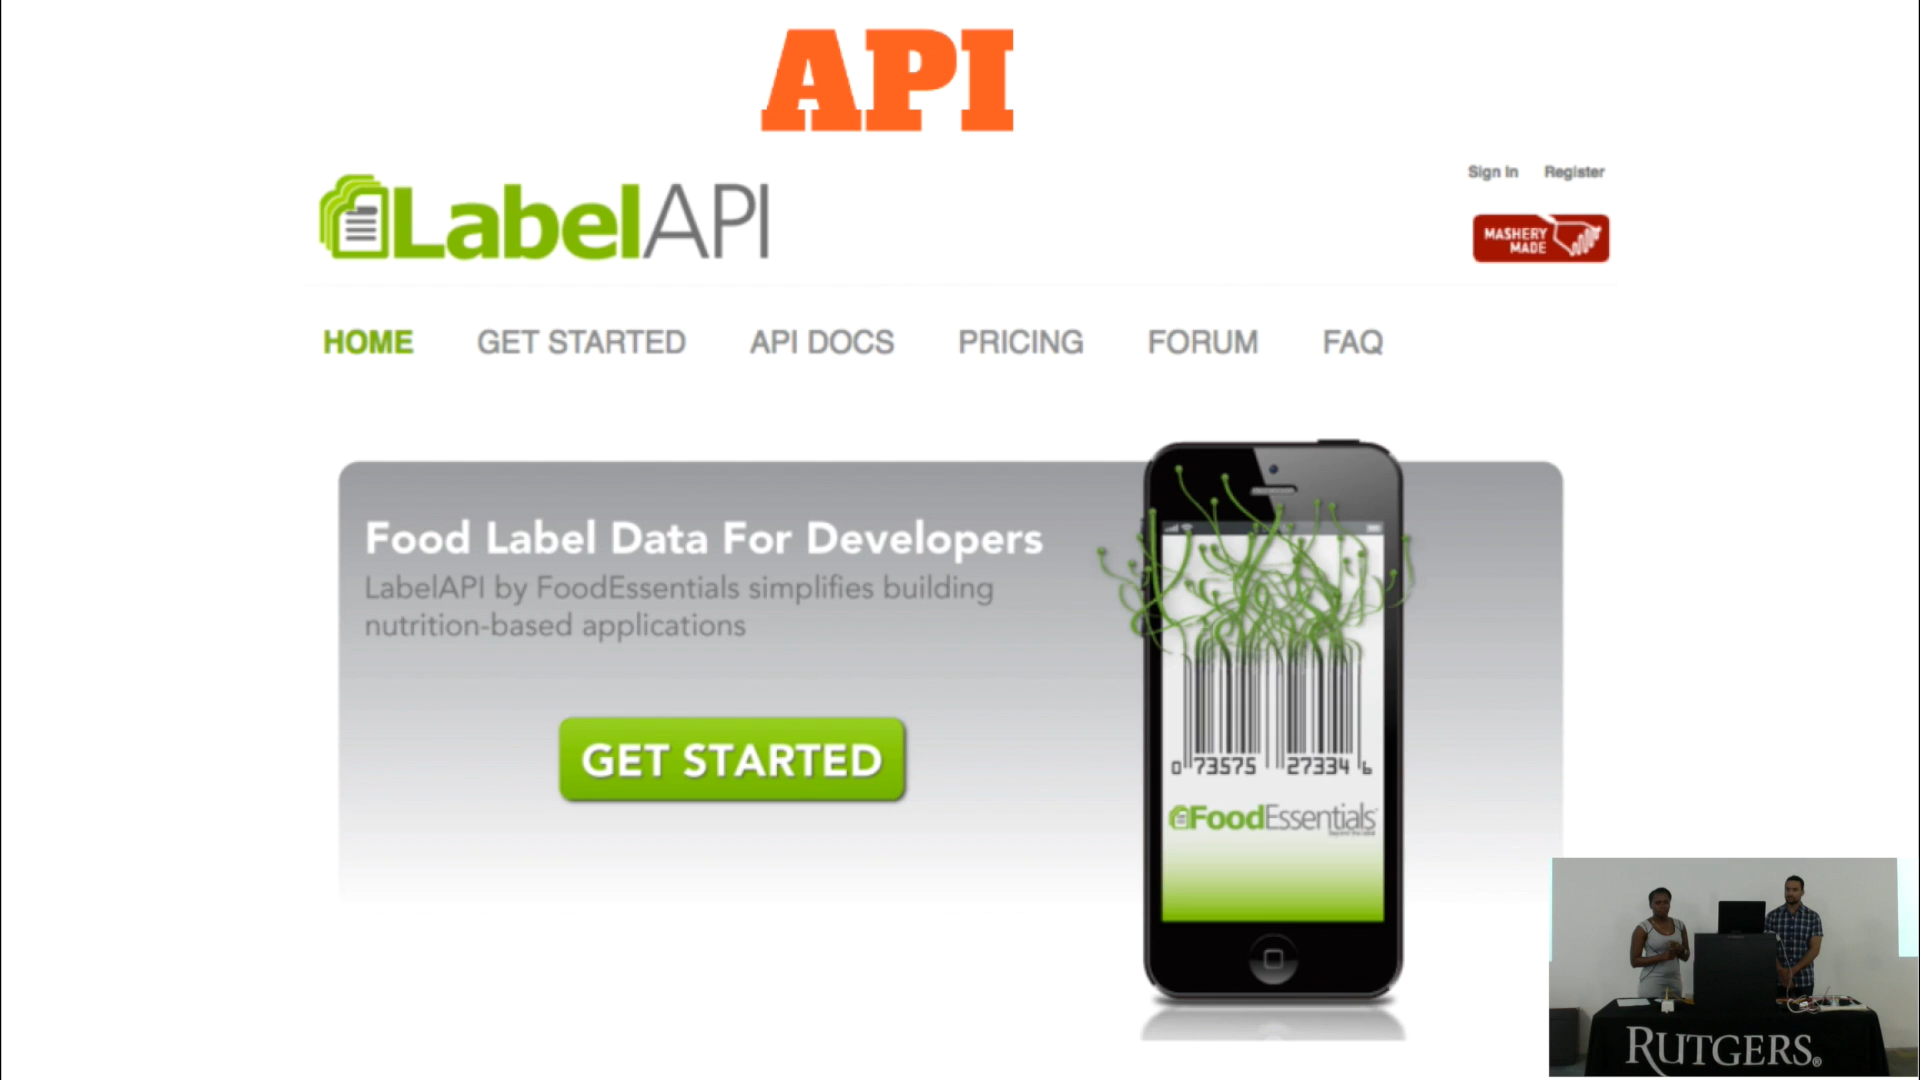 API
LabelAPI
Sign In Register
MASHERY
MADE
HOME GET STARTED API DOCS PRICING FORUM FAQ
Food Label Data For Developers
LabelAPI by FoodEssentials simplifies building
nutrition-based applications
GET STARTED
0 73575 27334 6
FoodEssentials
RUTGERS®